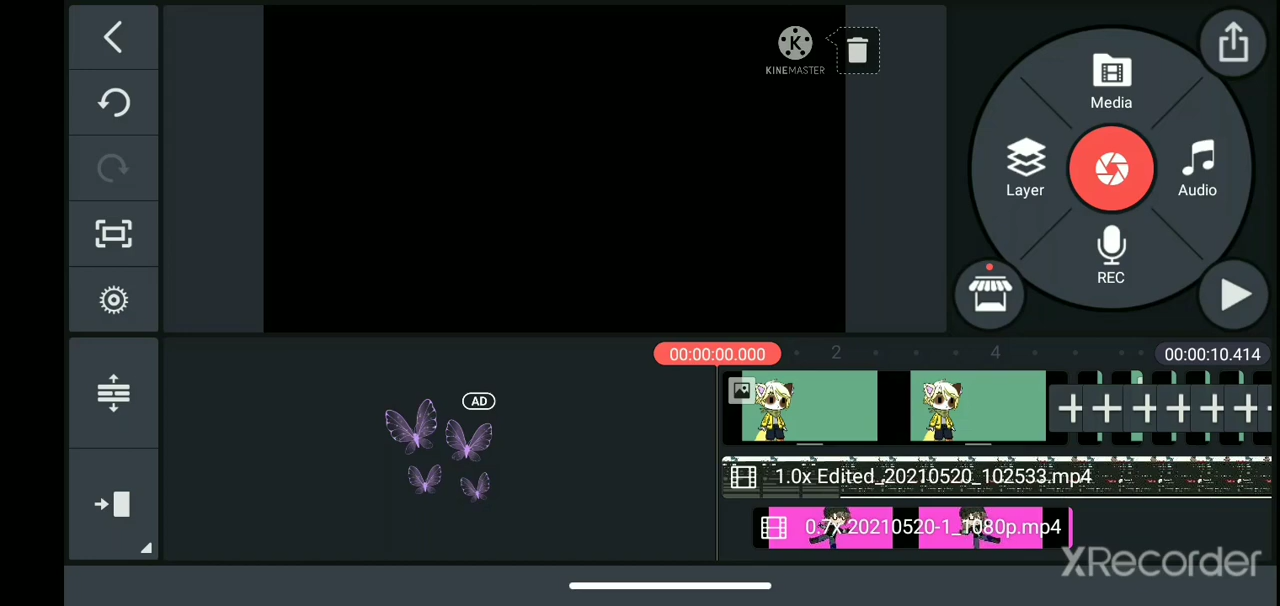 KINEMASTER
Media
Layer
Audio
REC
00:00:00.000
2
4
00:00:10.414
AD
1.0x Edited_20210520_102533.mp4
0.7x 20210520-1_1080p.mp4
XRecorder